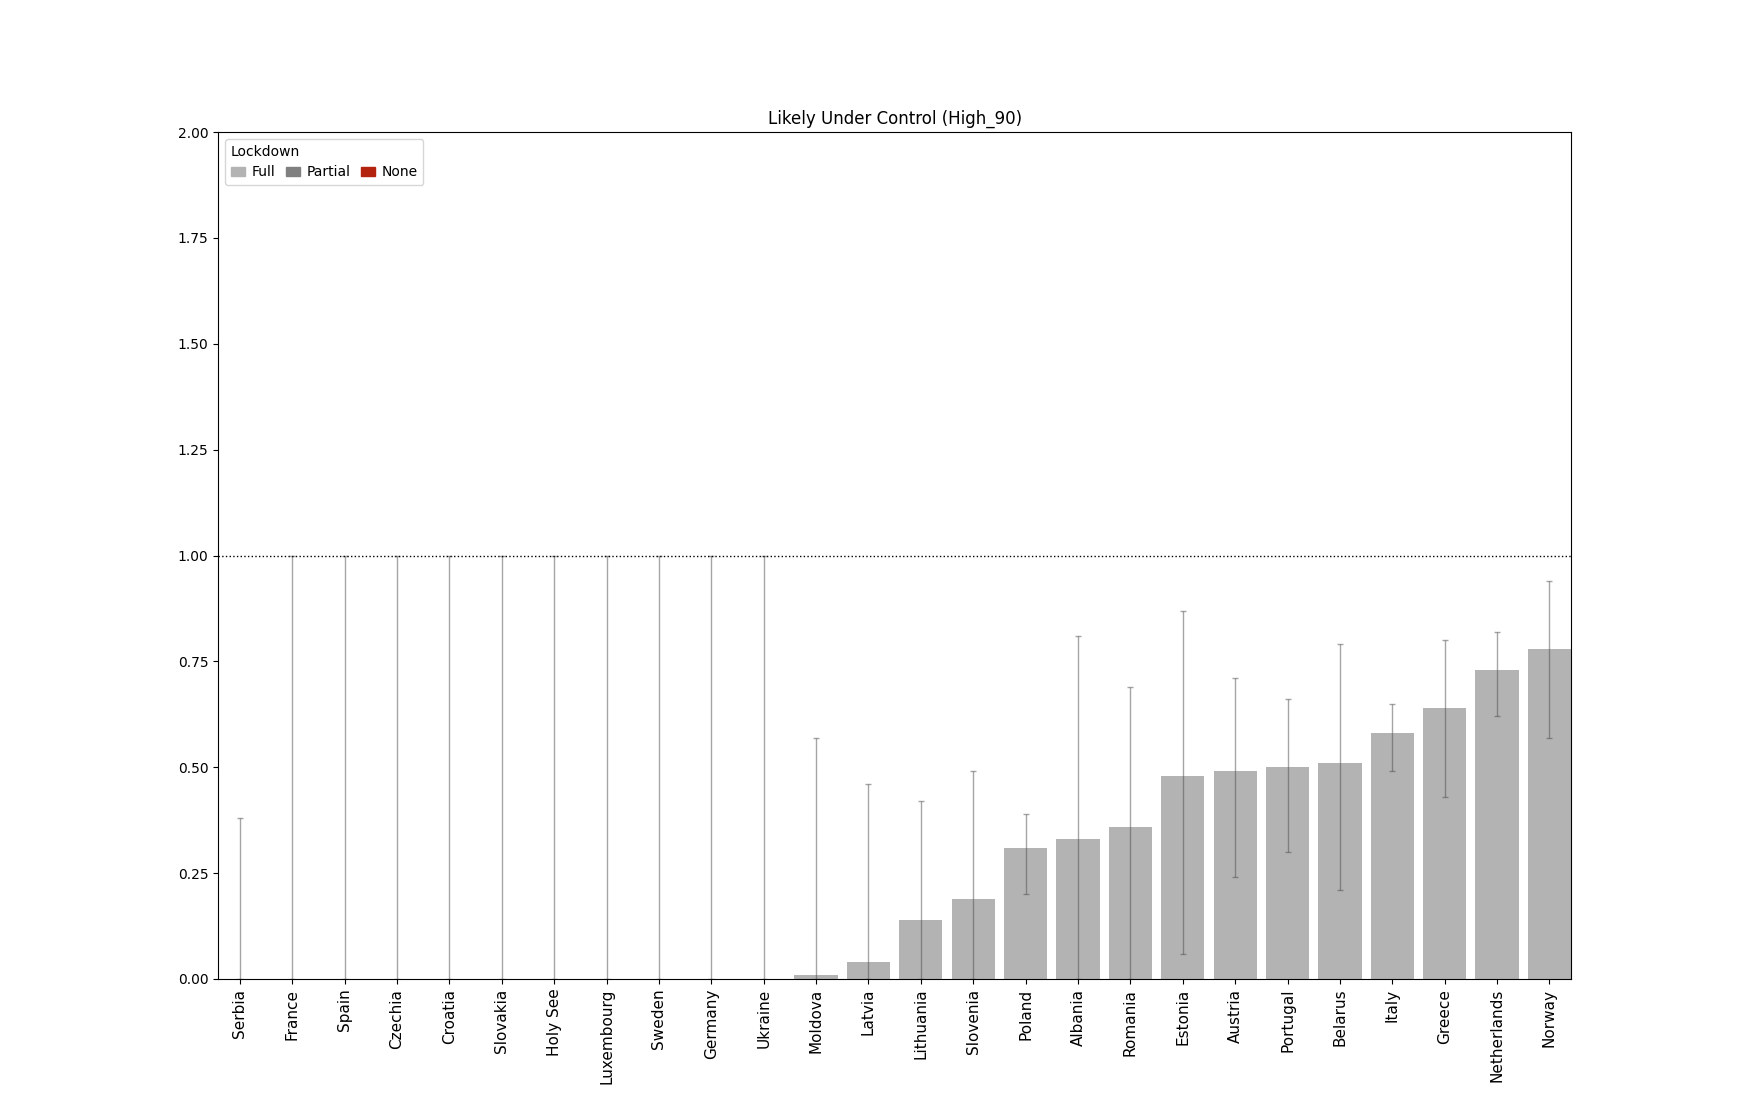 Likely Under Control (High_90)
2.00
Lockdown
Full Partial None
1.75
1.50
1.25
1.00
0.75
0.50
0.25
0.00
Serbia
France
Spain
Czechia
Croatia
Slovakia
Holy See
Luxembourg
Sweden
Germany
Ukraine
Moldova
Latvia
Lithuania
Slovenia
Poland
Albania
Romania
Estonia
Austria
Portugal
Belarus
Italy
Greece
Netherlands
Norway